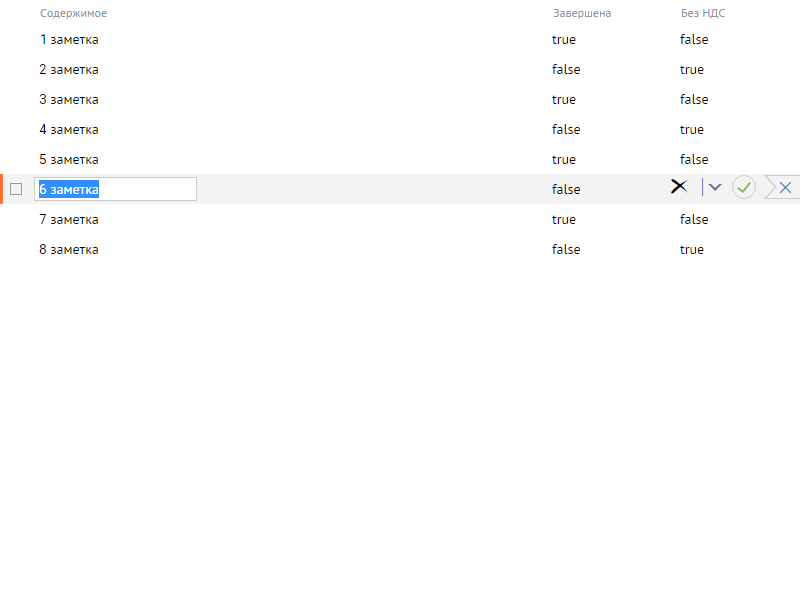 Содержимое Завершена Без НДС
1 заметка true false
2 заметка false true
3 заметка true false
4 заметка false true
5 заметка true false
6 заметка false
7 заметка true false
8 заметка false true